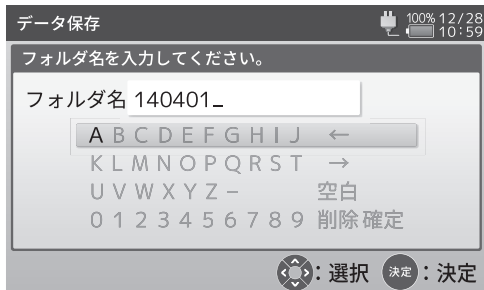 データ保存 100% 12/28
10:59
フォルダ名を入力してください。
フォルダ名 140401_
A B C D E F G H I J ←
K L M N O P Q R S T →
U V W X Y Z − 空白
0 1 2 3 4 5 6 7 8 9 削除 確定
：選択 決定：決定